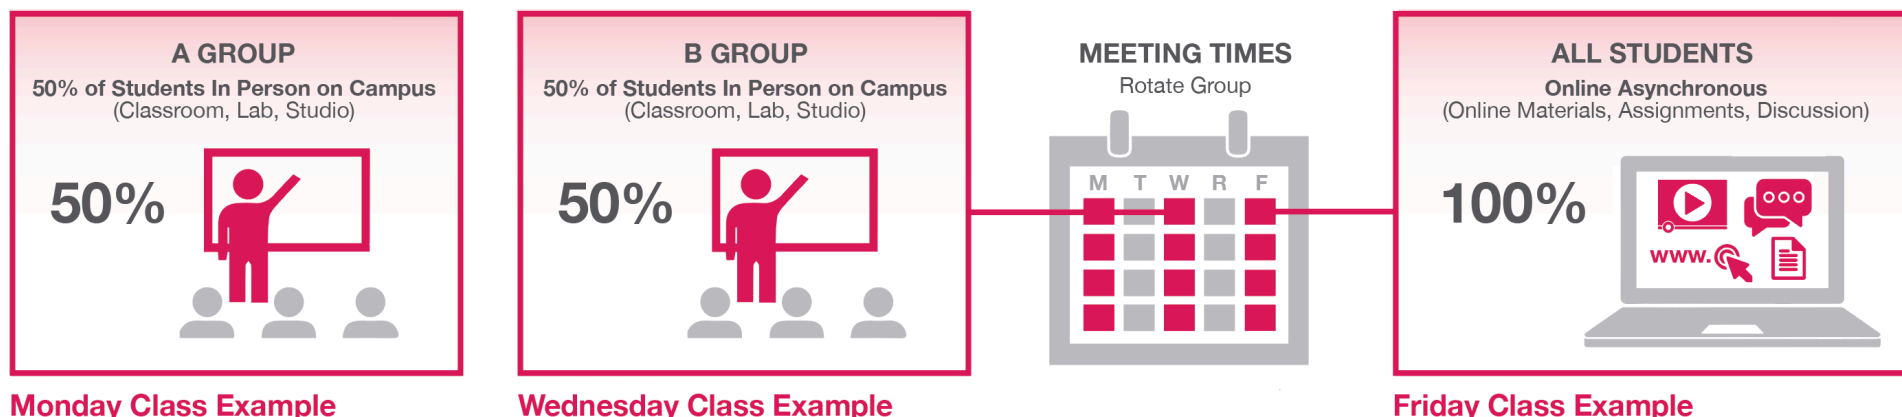 A GROUP
50% of Students In Person on Campus
(Classroom, Lab, Studio)
50%
Monday Class Example
B GROUP
50% of Students In Person on Campus
(Classroom, Lab, Studio)
50%
Wednesday Class Example
MEETING TIMES
Rotate Group
M T W R F
ALL STUDENTS
Online Asynchronous
(Online Materials, Assignments, Discussion)
100%
www.
Friday Class Example